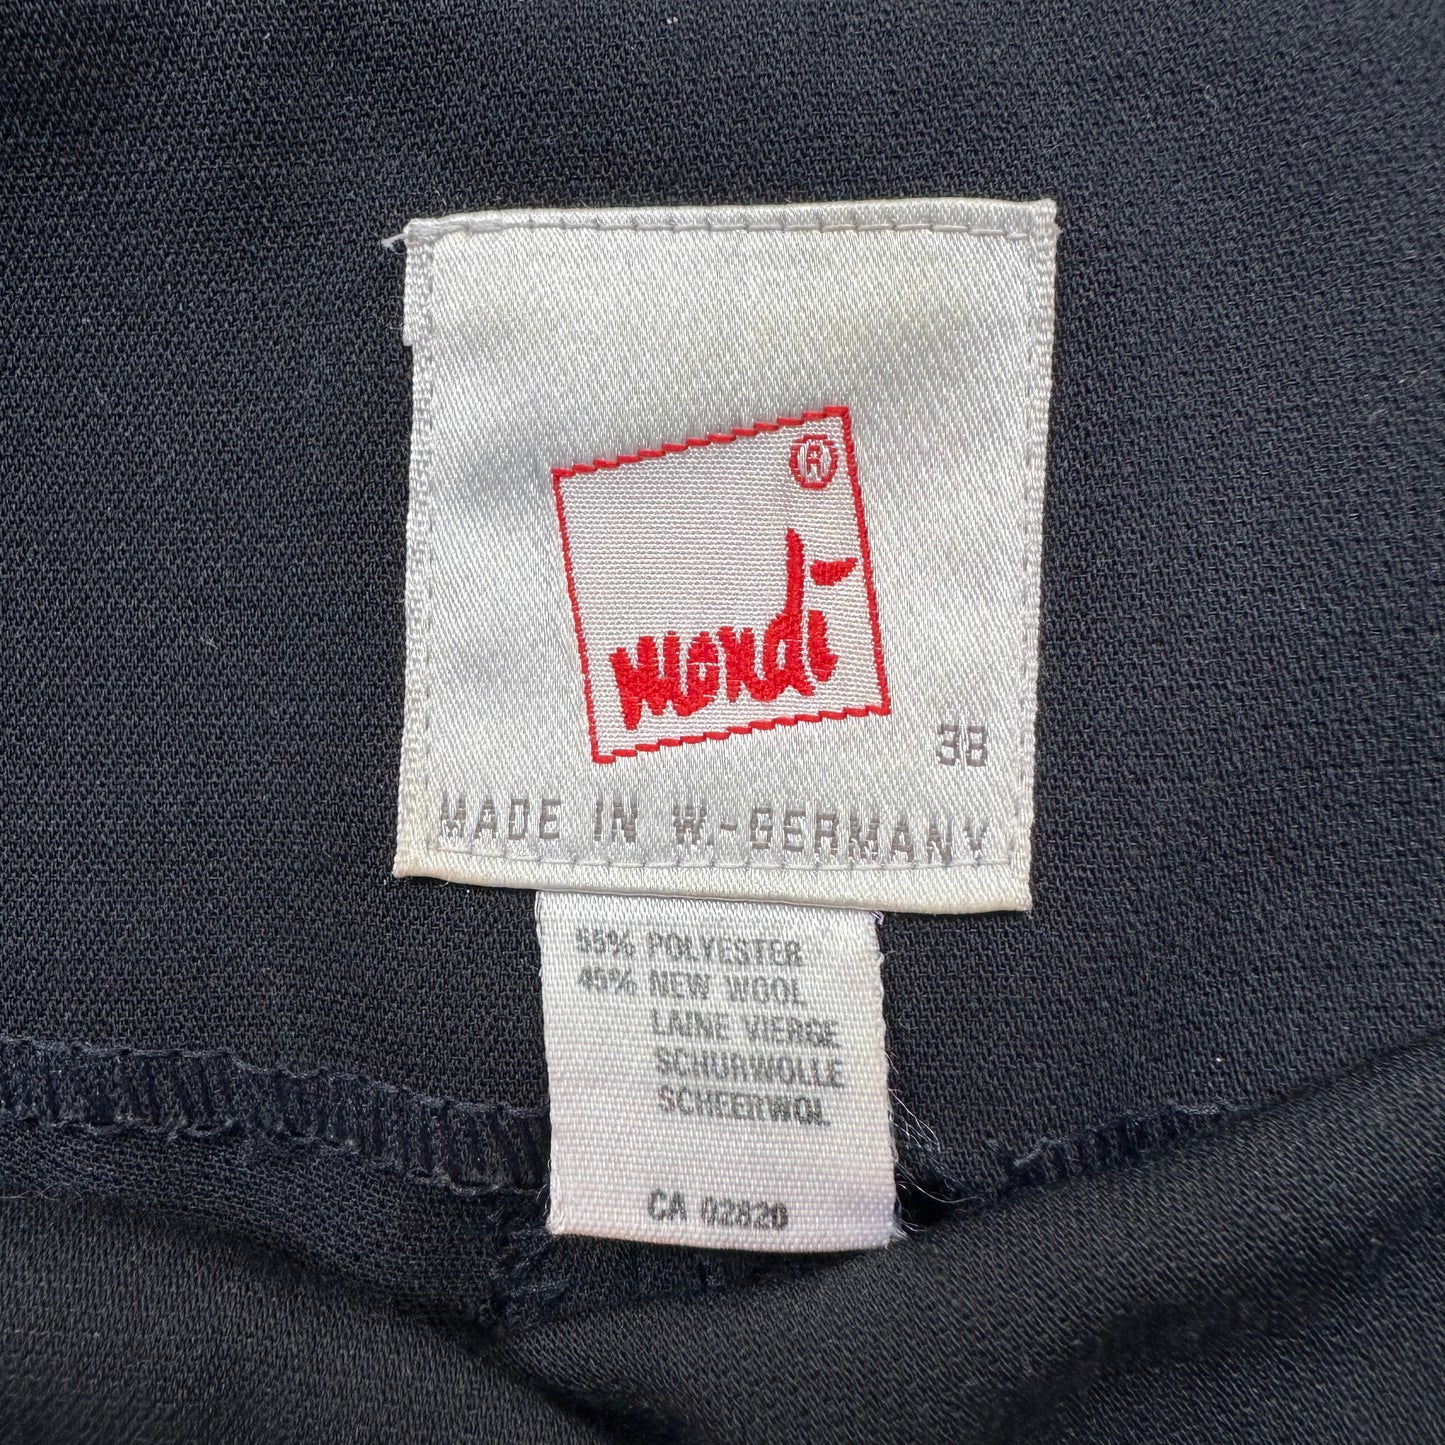 ®
mondi
38
MADE IN W.-GERMANY
55% POLYESTER
45% NEW WOOL
LAINE VIERGE
SCHURWOLLE
SCHEERWOL
CA 02820